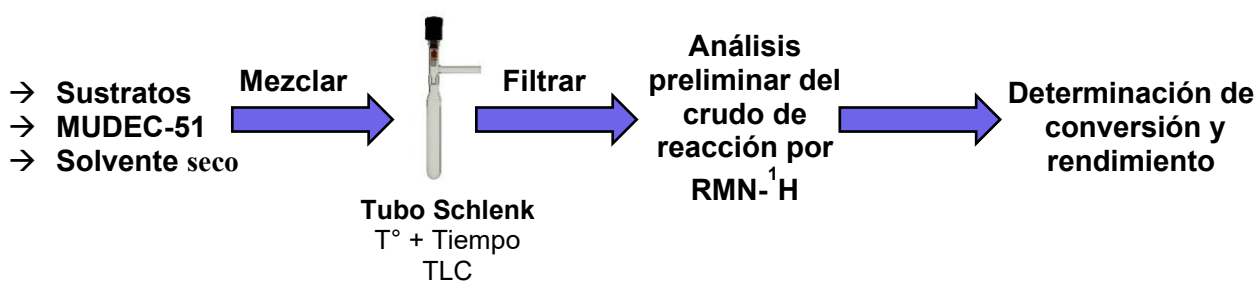 → Sustratos
→ MUDEC-51
→ Solvente seco
Mezclar
Tubo Schlenk
T° + Tiempo
TLC
Filtrar
Análisis
preliminar del
crudo de
reacción por
RMN-¹H
Determinación de
conversión y
rendimiento